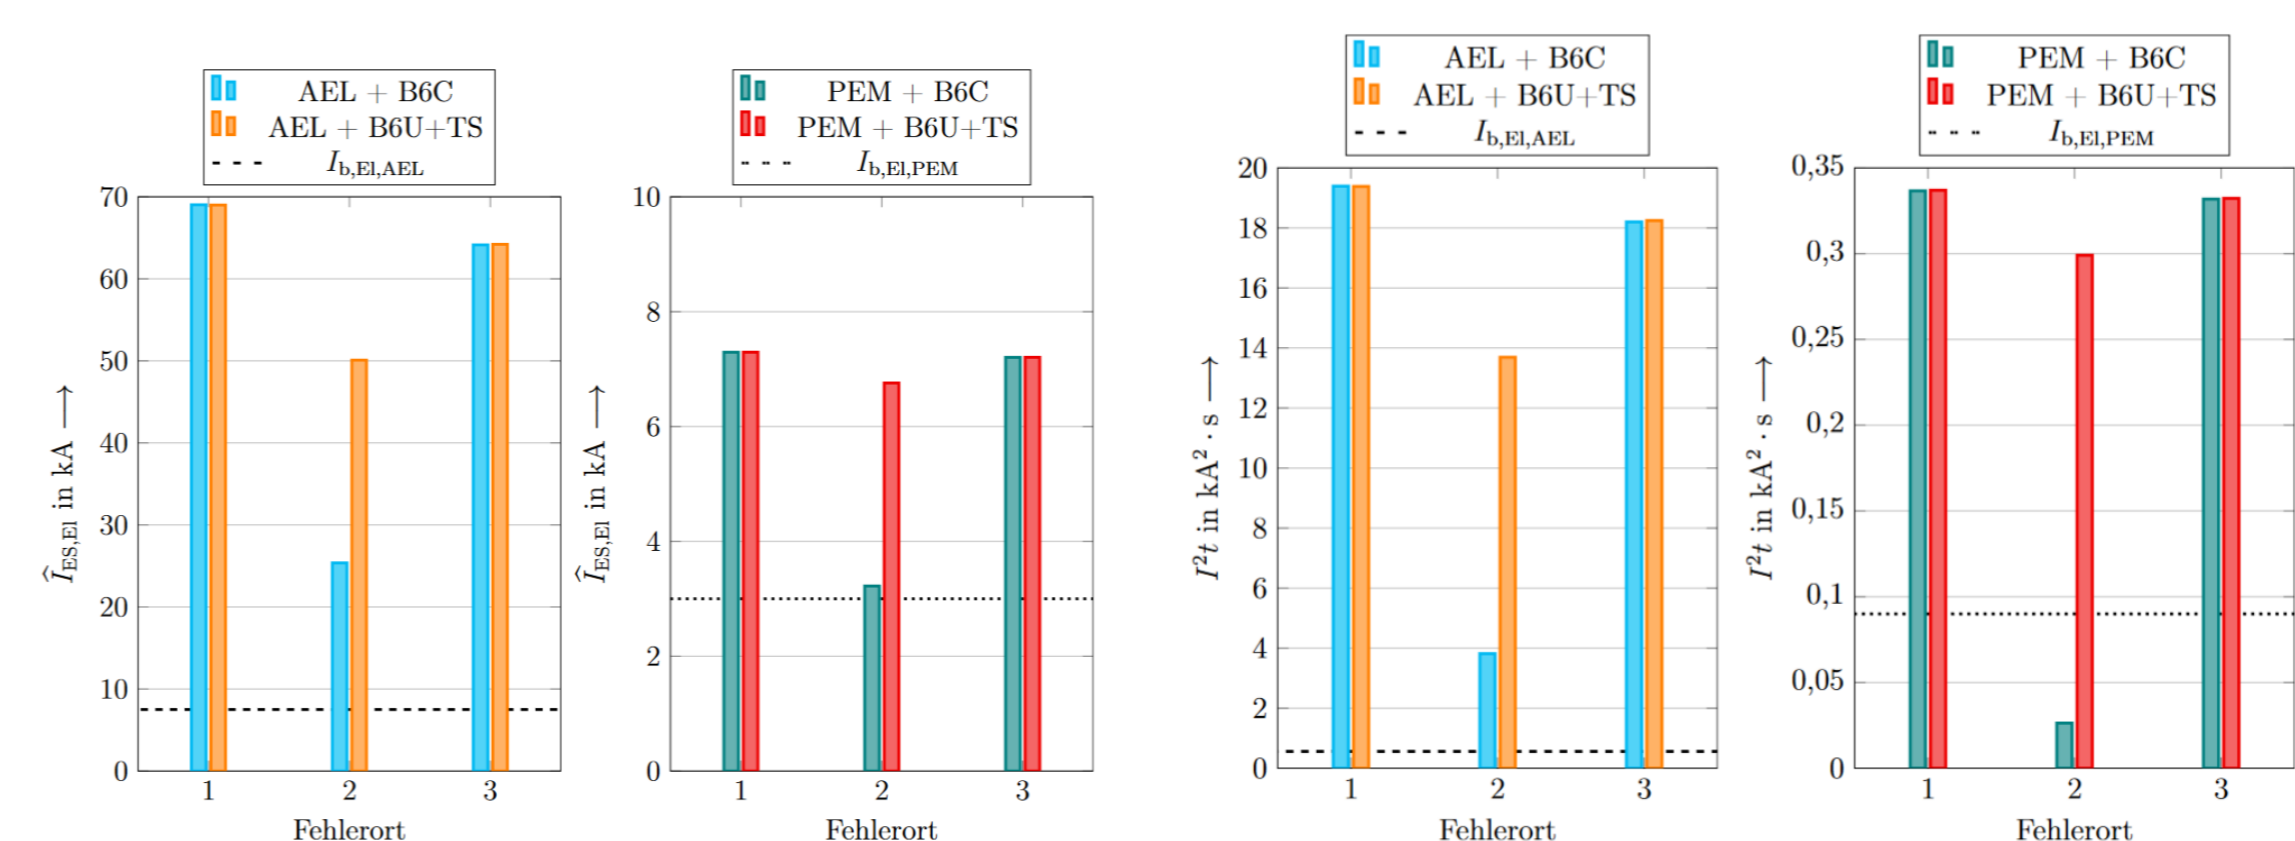 AEL + B6C
AEL + B6U+TS
I_b,El,AEL
70
60
50
40
30
20
10
0
1 2 3
Fehlerort
Î_ES,El in kA ⟶
PEM + B6C
PEM + B6U+TS
I_b,El,PEM
10
8
6
4
2
0
1 2 3
Fehlerort
Î_ES,El in kA ⟶
AEL + B6C
AEL + B6U+TS
I_b,El,AEL
20
18
16
14
12
10
8
6
4
2
0
1 2 3
Fehlerort
I²t in kA² · s ⟶
PEM + B6C
PEM + B6U+TS
I_b,El,PEM
0,35
0,3
0,25
0,2
0,15
0,1
0,05
0
1 2 3
Fehlerort
I²t in kA² · s ⟶